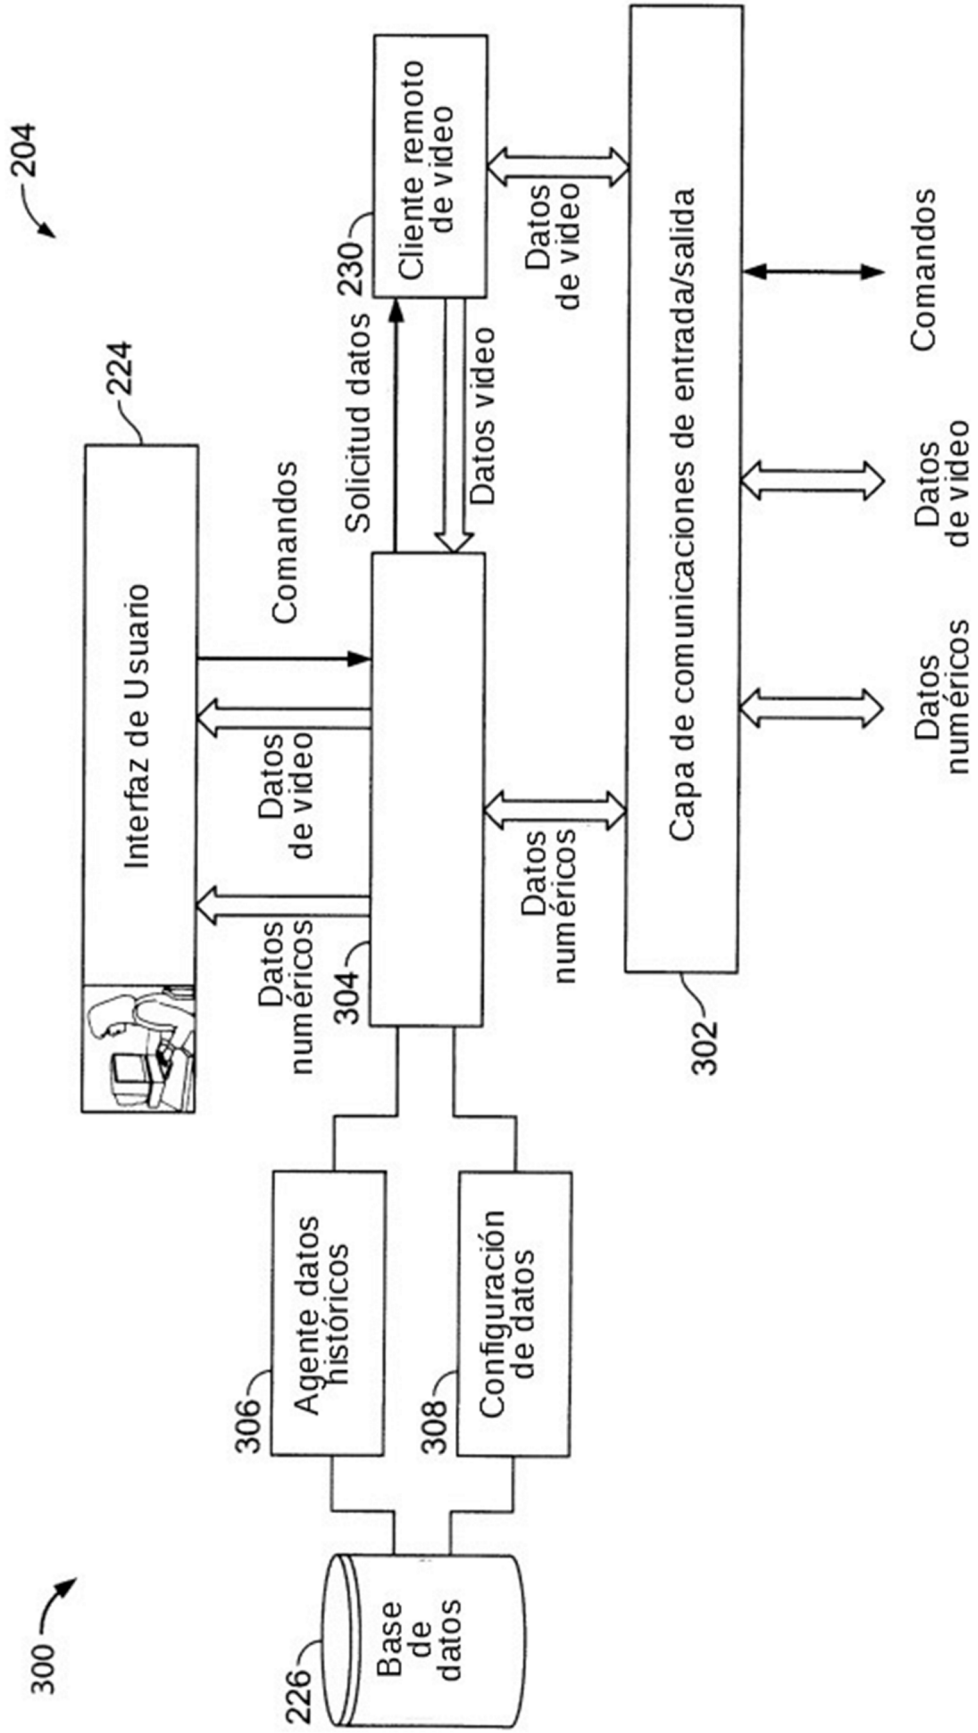 300
204
224
Interfaz de Usuario
Datos
numéricos
Datos
de video
Comandos
226
Base
de
datos
306
Agente datos
históricos
308
Configuración
de datos
304
Solicitud datos
Datos video
230
Cliente remoto
de video
Datos
numéricos
Datos
de video
302
Capa de comunicaciones de entrada/salida
Datos
numéricos
Datos
de video
Comandos